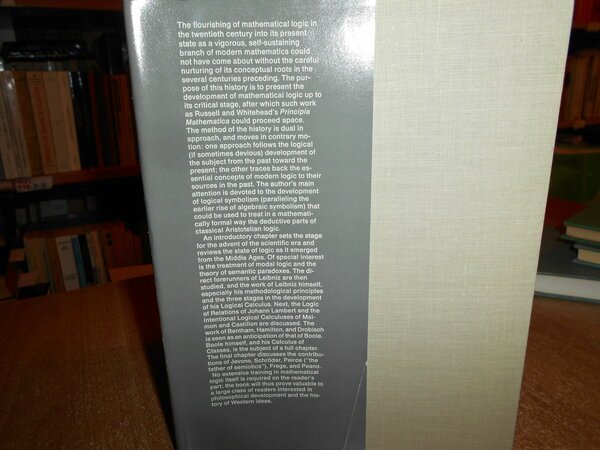 The flourishing of mathematical logic in
the twentieth century into its present
state as a vigorous, self-sustaining
branch of modern mathematics could
not have come about without the careful
nurturing of its conceptual roots in the
several centuries preceding. The pur-
pose of this history is to present the
development of mathematical logic up to
its critical stage, after which such work
as Russell and Whitehead's Principia
Mathematica could proceed apace.
The method of the history is dual in
approach, and moves in contrary mo-
tion: one approach follows the logical
(if sometimes devious) development of
the subject from the past toward the
present; the other traces back the es-
sential concepts of modern logic to their
sources in the past. The author's main
attention is devoted to the development
of logical symbolism (paralleling the
earlier rise of algebraic symbolism) that
could be used to treat in a mathemati-
cally formal way the deductive parts of
classical Aristotelian logic.
An introductory chapter sets the stage
for the advent of the scientific era and
reviews the state of logic as it emerged
from the Middle Ages. Of special interest
is the treatment of modal logic and the
theory of semantic paradoxes. The di-
rect forerunners of Leibniz are then
studied, and the work of Leibniz himself,
especially his methodological principles
and the three stages in the development
of his Logical Calculus. Next, the Logic
of Relations of Johann Lambert and the
Intentional Logical Calculuses of Mai-
mon and Castillon are discussed. The
work of Bentham, Hamilton, and Drobisch
is seen as an anticipation of that of Boole.
Boole himself, and his Calculus of
Classes, is the subject of a full chapter.
The final chapter discusses the contribu-
tions of Jevons, Schröder, Peirce ("the
father of semiotics"), Frege, and Peano.
No extensive training in mathematical
logic itself is required on the reader's
part; the book will thus prove valuable to
a large class of readers interested in
philosophical development and the his-
tory of Western ideas.